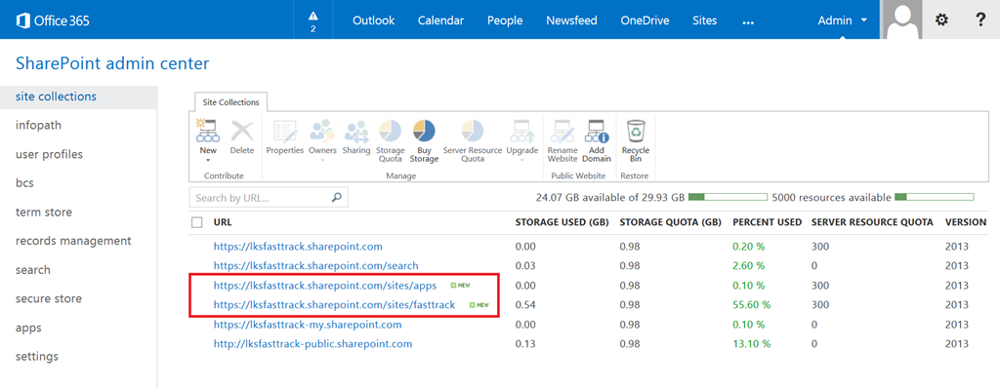 Office 365
2
Outlook Calendar People Newsfeed OneDrive Sites ... Admin ?
SharePoint admin center
site collections
infopath
user profiles
bcs
term store
records management
search
secure store
apps
settings
Site Collections
New Delete Properties Owners Sharing Storage Quota Buy Storage Server Resource Quota Upgrade Rename Website Add Domain Recycle Bin
Contribute Manage Public Website Restore
Search by URL... 24.07 GB available of 29.93 GB 5000 resources available
URL STORAGE USED (GB) STORAGE QUOTA (GB) PERCENT USED SERVER RESOURCE QUOTA VERSION
https://lksfasttrack.sharepoint.com 0.00 0.98 0.20 % 300 2013
https://lksfasttrack.sharepoint.com/search 0.03 0.98 2.60 % 0 2013
https://lksfasttrack.sharepoint.com/sites/apps NEW 0.00 0.98 0.10 % 300 2013
https://lksfasttrack.sharepoint.com/sites/fasttrack NEW 0.54 0.98 55.60 % 300 2013
https://lksfasttrack-my.sharepoint.com 0.00 0.98 0.10 % 0 2013
http://lksfasttrack-public.sharepoint.com 0.13 0.98 13.10 % 0 2013